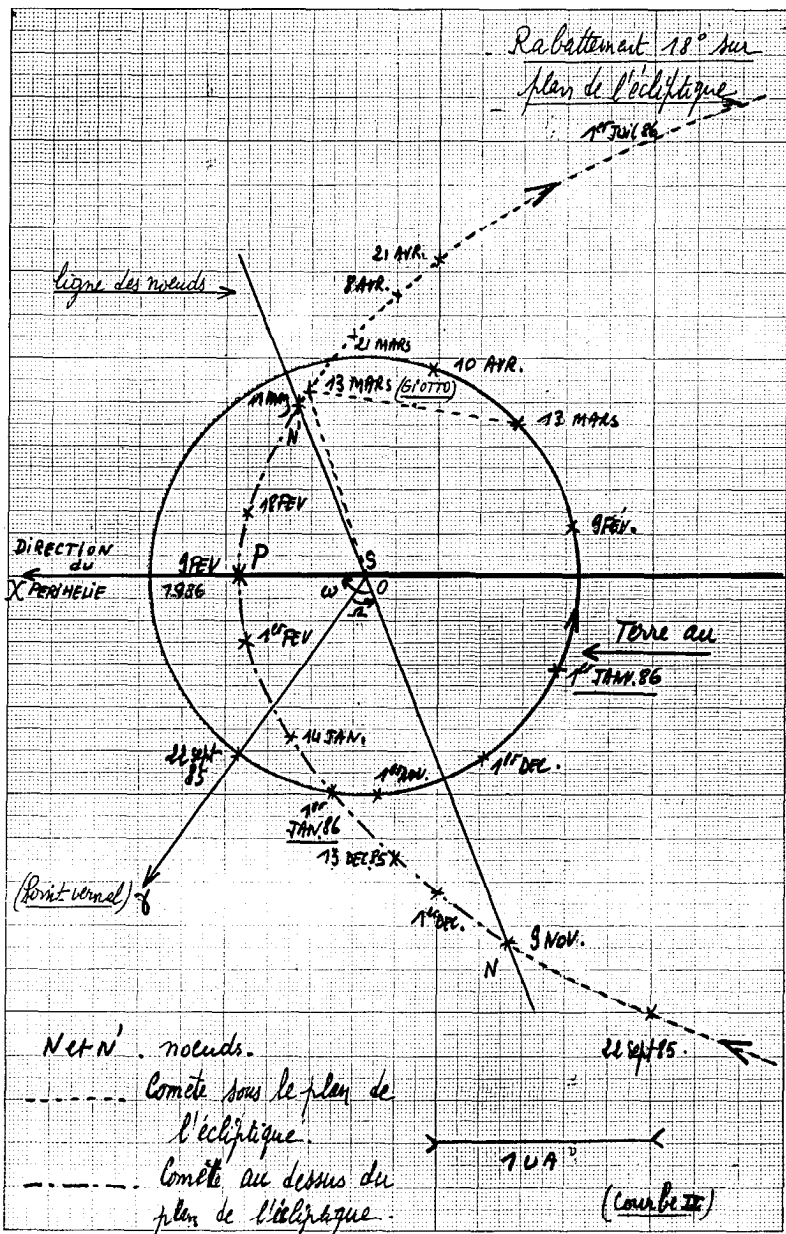 Rabattement 18° sur
plan de l'écliptique
1er Juil 86
21 AVR.
8 AVR.
ligne des noeuds
21 MARS
10 AVR.
13 MARS
(GIOTTO)
13 MARS
N'
18 FEV
9 FÉV.
DIRECTION
du
PERIHELIE
9 FEV
1986
P
S
O
ω
Ω
1er FEV
Terre au
1er JANV. 86
22 sept
85
14 JAN.
1er NOV.
1er DEC.
1er
JAN. 86
13 DEC. 85
(Point vernal) γ
1er DEC.
9 NOV.
N
22 sept 85.
N et N' . noeuds.
Comète sous le plan de
l'écliptique.
1 UA
Comète au dessus du
plan de l'écliptique.
(Courbe II)